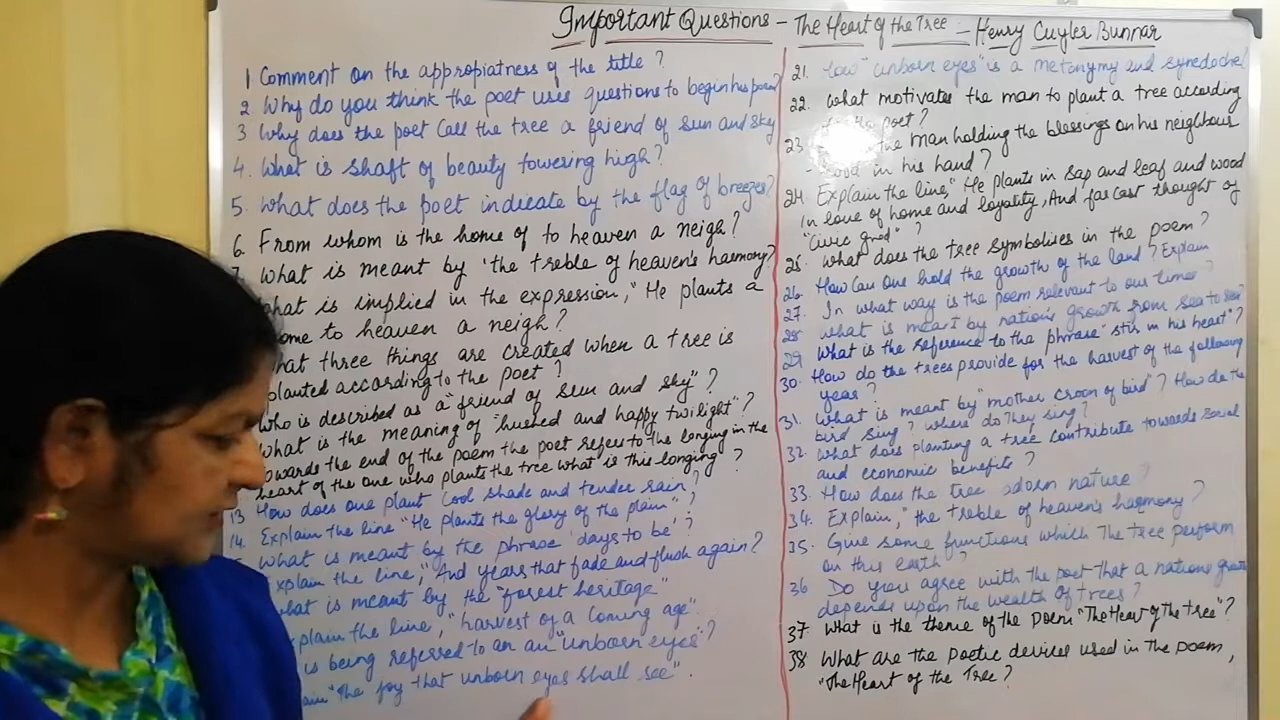 Important Questions - The Heart of the Tree - Henry Cuyler Bunnar
1 Comment on the appropiatness of the title ?
2. Why do you think the poet uses questions to begin his poem?
3 Why does the poet call the tree a friend of sun and sky
4. What is shaft of beauty towering high?
5. What does the poet indicate by the flag of breezes?
6. From whom is the home of to heaven a neigh?
7. What is meant by 'the treble of heaven's harmony?
What is implied in the expression, "He plants a
home to heaven a neigh?
what three things are created when a tree is
planted according to the poet ?
Who is described as a "friend of sun and sky" ?
What is the meaning of "hushed and happy twilight" ?
Towards the end of the poem the poet refers to the longing in the
heart of the one who plants the tree what is this longing ?
13 How does one plant cool shade and tender rain?
14. Explain the line "He plants the glory of the plain" ?
What is meant by the phrase 'days to be' ?
Explain the line, "And years that fade and flush again?
what is meant by the "forest heritage"
plain the line, "harvest of a coming age".
is being referred to an an "unborn eyes"?
"The joy that unborn eyes shall see".
21. How "unborn eyes" is a metonymy and synedoche!
22. What motivates the man to plant a tree according
poet ?
23. the man holding the blessings on his neighbour
-hood in his hand ?
24. Explain the line, "He plants in sap and leaf and wood
In love of home and loyalty, And far cast thought of
"Civic good" ?
25. What does the tree symbolises in the poem ?
26. How can one hold the growth of the land ? Explain
27. In what way is the poem relevant to our times ?
28 what is meant by nation's growth from sea to sea?
29 What is the reference to the phrase "stir in his heart" ?
30. How do the trees provide for the harvest of the following
year ?
31. What is meant by "mother croon of bird" ? How do the
bird sing ? where do they sing?
32. What does planting a tree contribute towards social
and economic benefits ?
33. How does the tree adorn nature ?
34. Explain, "the treble of heaven's harmony ?
35. Give some functions which the tree perform
on this earth ?
36 Do you agree with the poet that a nations growth
depends upon the wealth of trees ?
37. What is the theme of the poem "The Heart of the tree" ?
38 What are the poetic devices used in the poem,
"The Heart of the Tree?